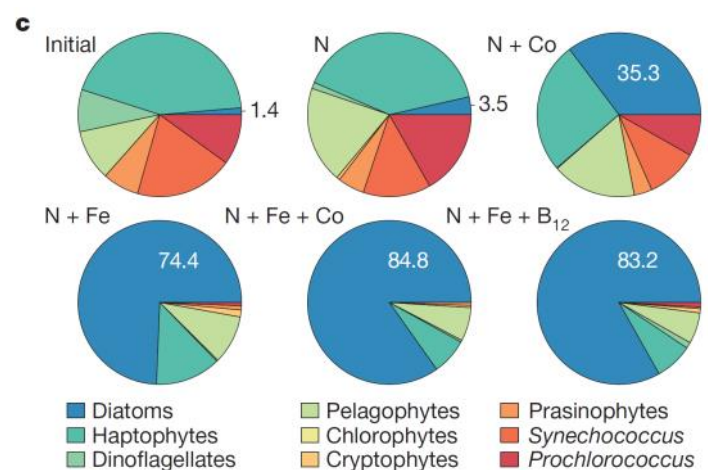 c
Initial
N
N + Co
1.4
3.5
35.3
N + Fe
N + Fe + Co
N + Fe + B12
74.4
84.8
83.2
Diatoms
Haptophytes
Dinoflagellates
Pelagophytes
Chlorophytes
Cryptophytes
Prasinophytes
Synechococcus
Prochlorococcus